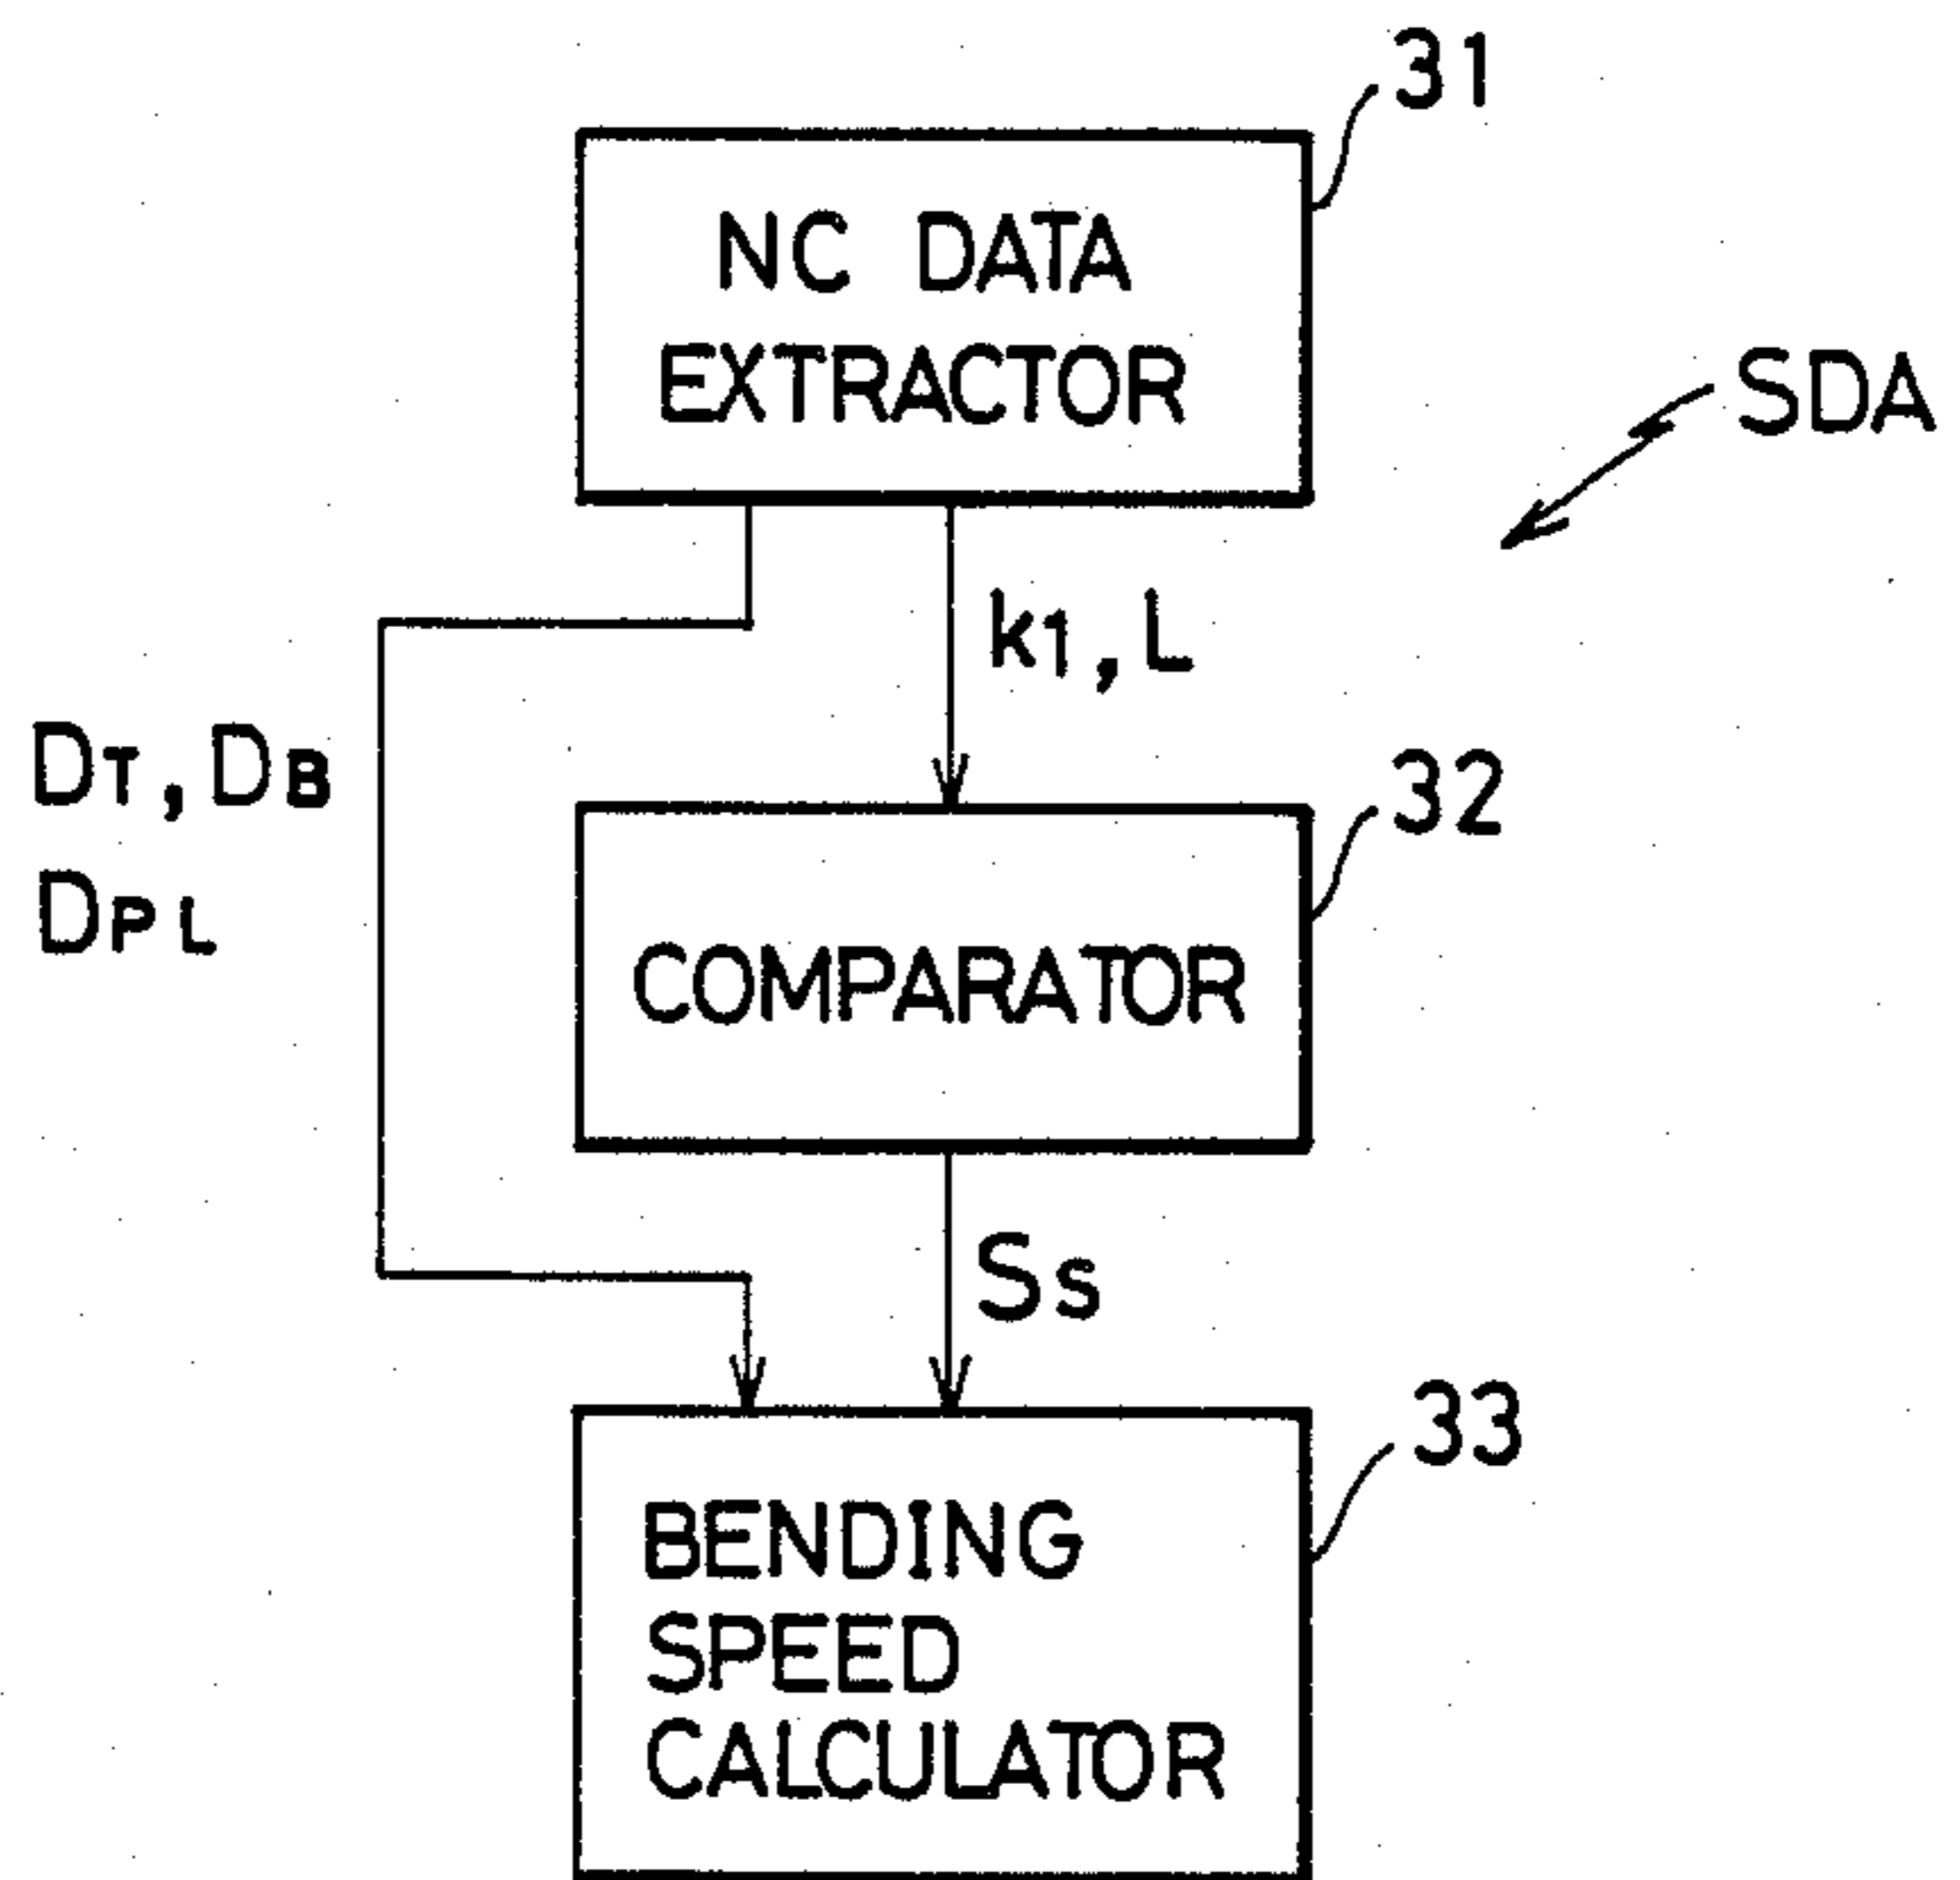 31
NC DATA
EXTRACTOR
SDA
k1, L
DT, DB
DPL
32
COMPARATOR
Ss
33
BENDING
SPEED
CALCULATOR